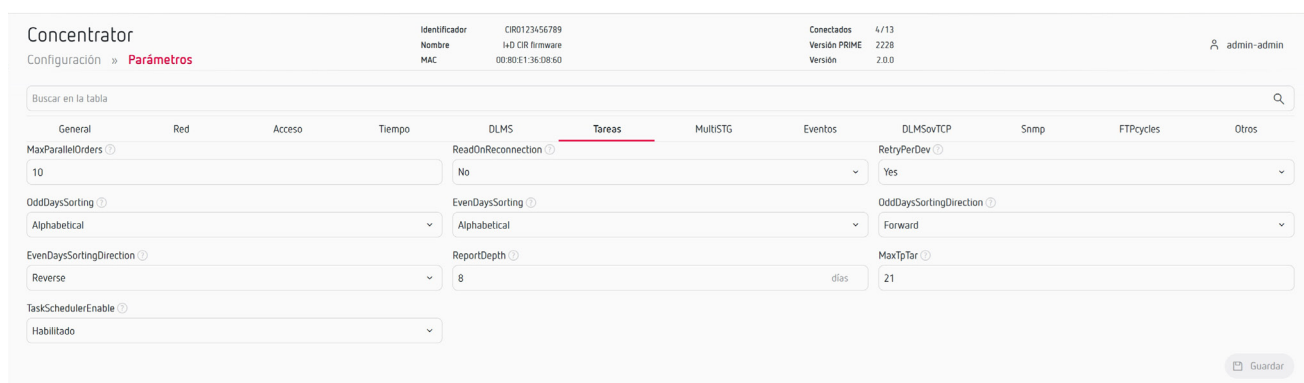 Concentrator
Configuración » Parámetros
Identificador CIR0123456789
Nombre I+D CIR firmware
MAC 00:80:E1:36:D8:60
Conectados 4/13
Versión PRIME 2228
Versión 2.0.0
admin-admin
Buscar en la tabla
General Red Acceso Tiempo DLMS Tareas MultiSTG Eventos DLMSovTCP Snmp FTPcycles Otros
MaxParallelOrders ? ReadOnReconnection ? RetryPerDev ?
10 No Yes
OddDaysSorting ? EvenDaysSorting ? OddDaysSortingDirection ?
Alphabetical Alphabetical Forward
EvenDaysSortingDirection ? ReportDepth ? MaxTpTar ?
Reverse 8 días 21
TaskSchedulerEnable ?
Habilitado
Guardar